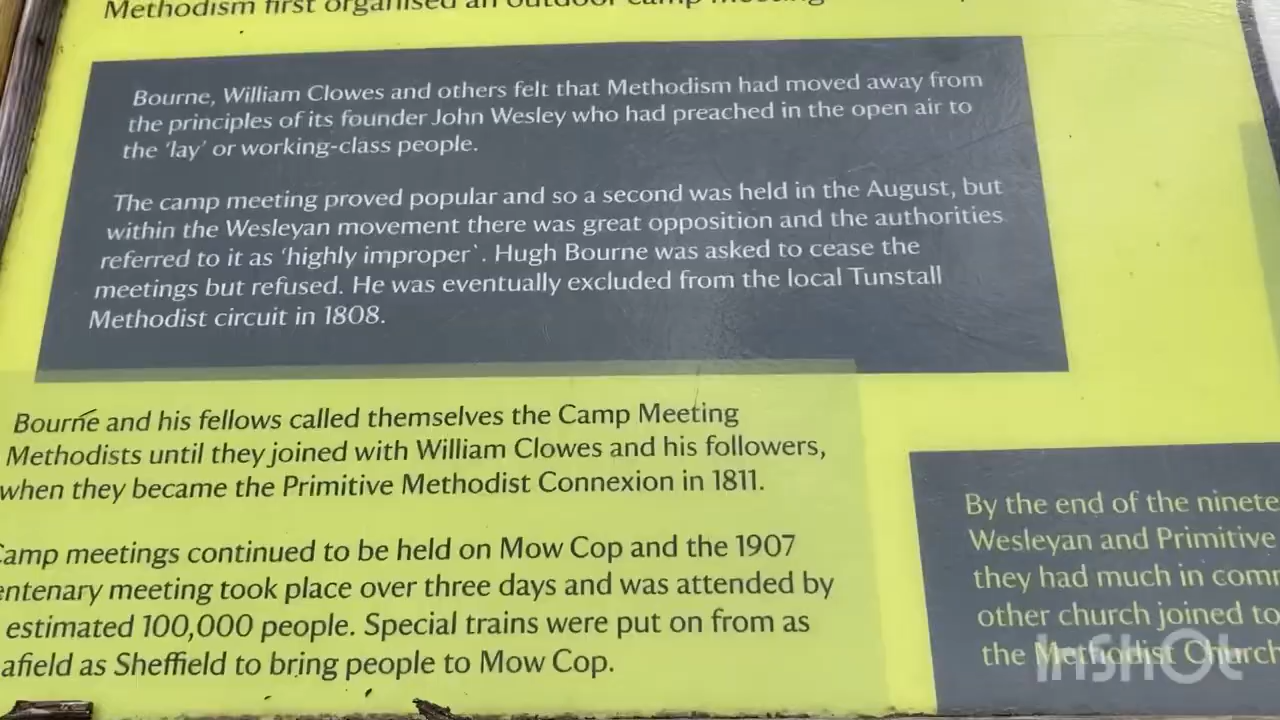 Methodism first organised an outdoor camp meeting
Bourne, William Clowes and others felt that Methodism had moved away from
the principles of its founder John Wesley who had preached in the open air to
the 'lay' or working-class people.
The camp meeting proved popular and so a second was held in the August, but
within the Wesleyan movement there was great opposition and the authorities
referred to it as 'highly improper`. Hugh Bourne was asked to cease the
meetings but refused. He was eventually excluded from the local Tunstall
Methodist circuit in 1808.
Bourne and his fellows called themselves the Camp Meeting
Methodists until they joined with William Clowes and his followers,
when they became the Primitive Methodist Connexion in 1811.
Camp meetings continued to be held on Mow Cop and the 1907
entenary meeting took place over three days and was attended by
estimated 100,000 people. Special trains were put on from as
afield as Sheffield to bring people to Mow Cop.
By the end of the ninete
Wesleyan and Primitive
they had much in com
other church joined to
the Methodist Church
InShOt